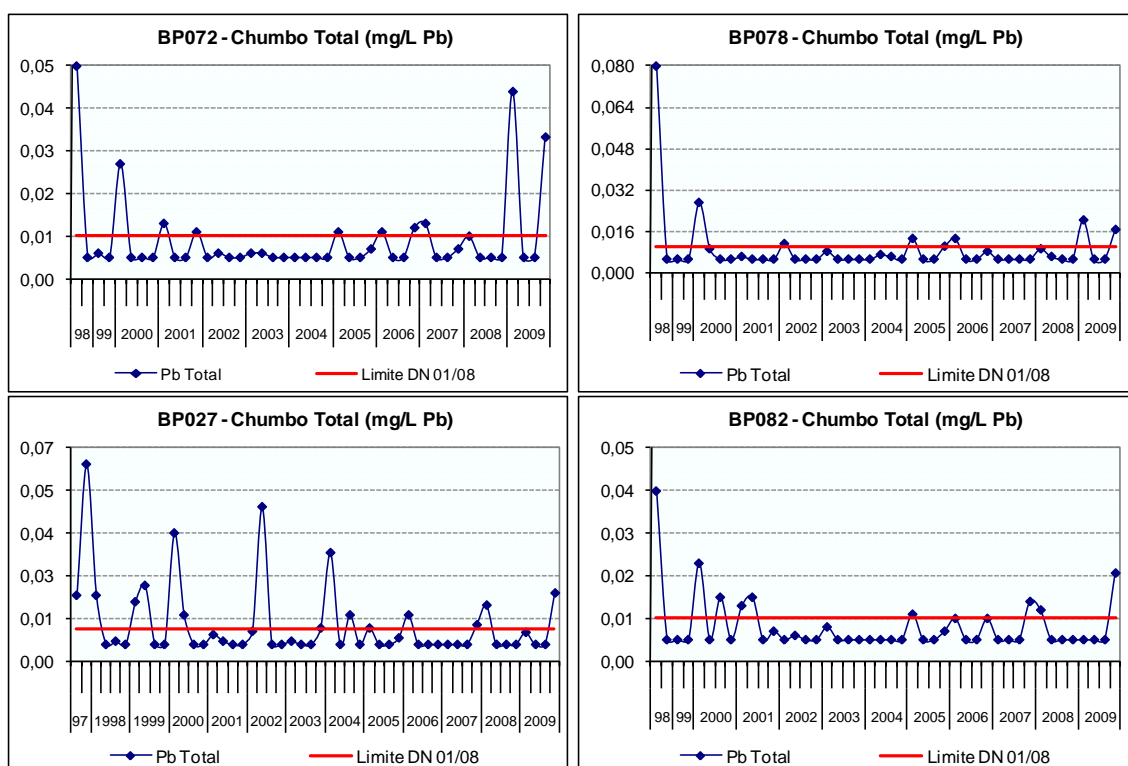 BP072 - Chumbo Total (mg/L Pb)
0,05
0,04
0,03
0,02
0,01
0,00
98 99 2000 2001 2002 2003 2004 2005 2006 2007 2008 2009
Pb Total Limite DN 01/08
BP078 - Chumbo Total (mg/L Pb)
0,080
0,064
0,048
0,032
0,016
0,000
98 99 2000 2001 2002 2003 2004 2005 2006 2007 2008 2009
Pb Total Limite DN 01/08
BP027 - Chumbo Total (mg/L Pb)
0,07
0,05
0,04
0,03
0,01
0,00
97 1998 1999 2000 2001 2002 2003 2004 2005 2006 2007 2008 2009
Pb Total Limite DN 01/08
BP082 - Chumbo Total (mg/L Pb)
0,05
0,04
0,03
0,02
0,01
0,00
98 99 2000 2001 2002 2003 2004 2005 2006 2007 2008 2009
Pb Total Limite DN 01/08